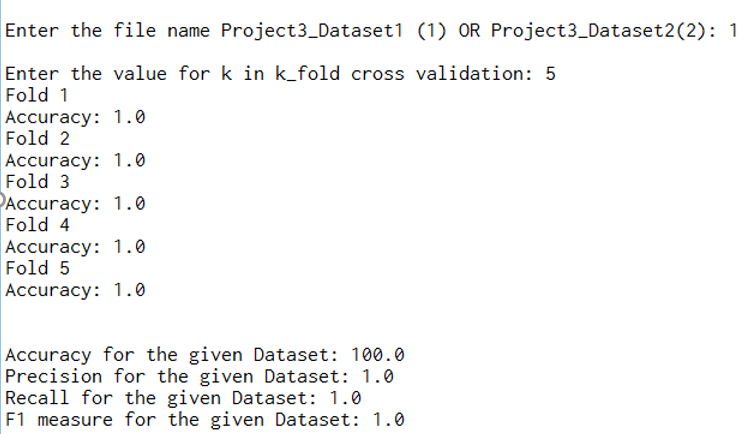 Enter the file name Project3_Dataset1 (1) OR Project3_Dataset2(2): 1
Enter the value for k in k_fold cross validation: 5
Fold 1
Accuracy: 1.0
Fold 2
Accuracy: 1.0
Fold 3
Accuracy: 1.0
Fold 4
Accuracy: 1.0
Fold 5
Accuracy: 1.0
Accuracy for the given Dataset: 100.0
Precision for the given Dataset: 1.0
Recall for the given Dataset: 1.0
F1 measure for the given Dataset: 1.0